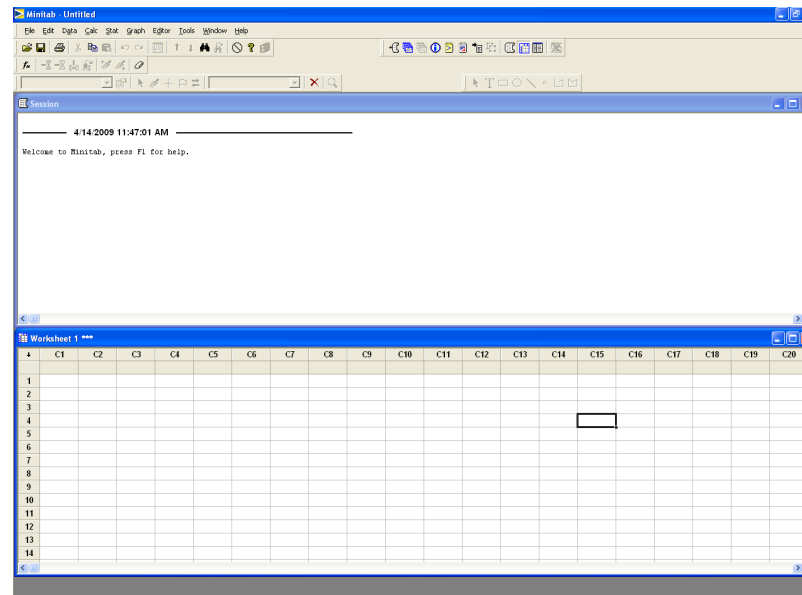 Minitab - Untitled
File Edit Data Calc Stat Graph Editor Tools Window Help
Session
4/14/2009 11:47:01 AM
Welcome to Minitab, press F1 for help.
Worksheet 1 ***
↓ C1 C2 C3 C4 C5 C6 C7 C8 C9 C10 C11 C12 C13 C14 C15 C16 C17 C18 C19 C20
1
2
3
4
5
6
7
8
9
10
11
12
13
14